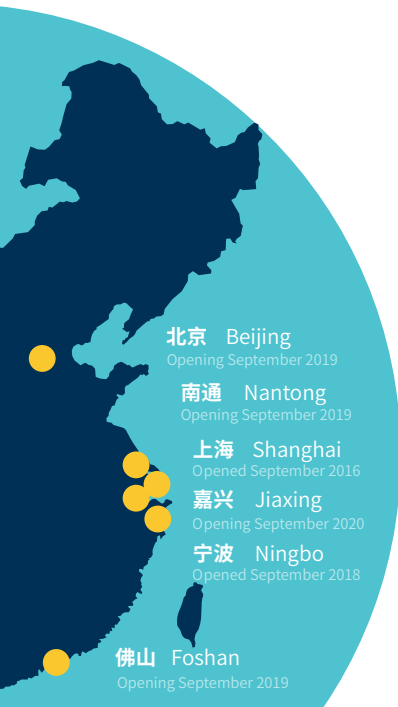 北京 Beijing
Opening September 2019
南通 Nantong
Opening September 2019
上海 Shanghai
Opened September 2016
嘉兴 Jiaxing
Opening September 2020
宁波 Ningbo
Opened September 2018
佛山 Foshan
Opening September 2019